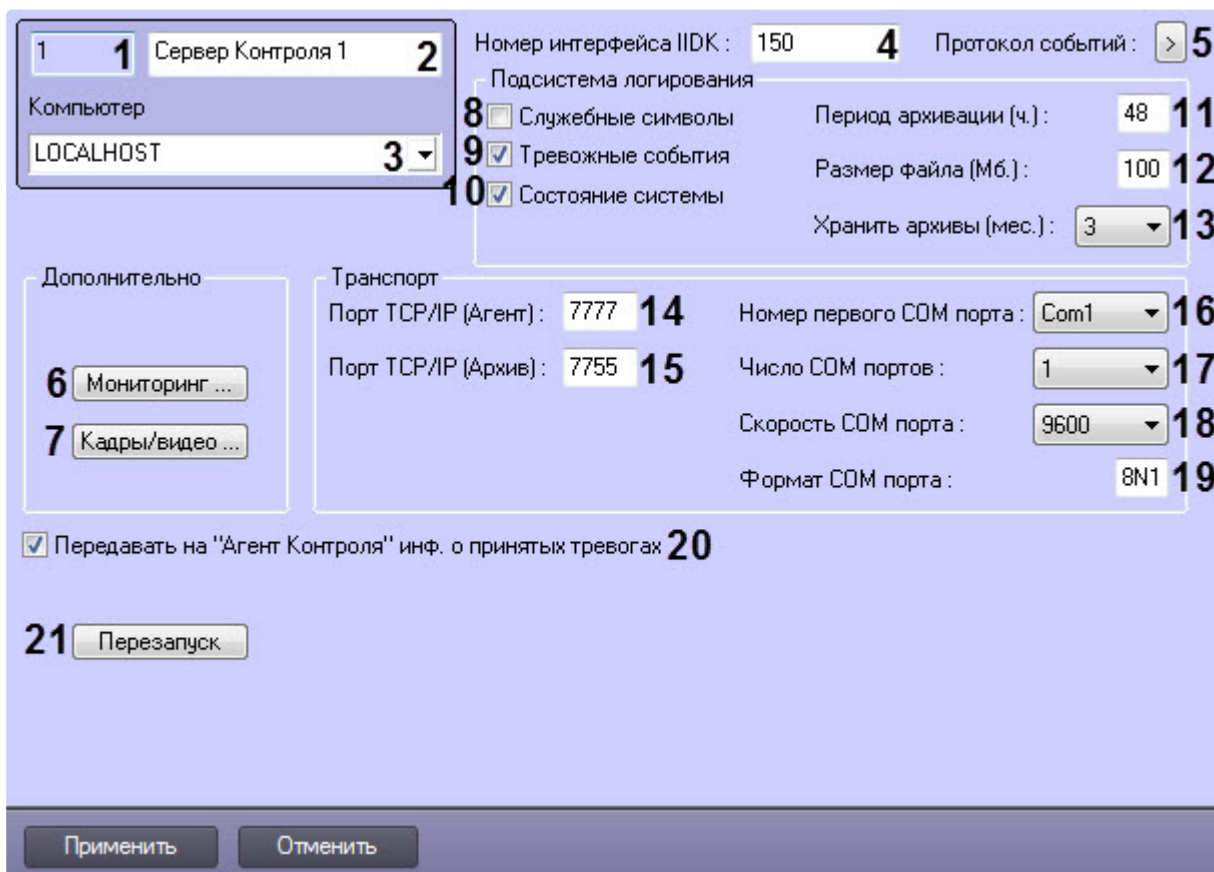 1 1 Сервер Контроля 1 2
Номер интерфейса IIDK : 150 4 Протокол событий : > 5
Компьютер
LOCALHOST 3
Подсистема логирования
8 Служебные символы
9 Тревожные события
10 Состояние системы
Период архивации (ч.) : 48 11
Размер файла (Мб.) : 100 12
Хранить архивы (мес.) : 3 13
Дополнительно
6 Мониторинг ...
7 Кадры/видео ...
Транспорт
Порт TCP/IP (Агент) : 7777 14
Порт TCP/IP (Архив) : 7755 15
Номер первого COM порта : Com1 16
Число COM портов : 1 17
Скорость COM порта : 9600 18
Формат COM порта : 8N1 19
Передавать на "Агент Контроля" инф. о принятых тревогах 20
21 Перезапуск
Применить Отменить